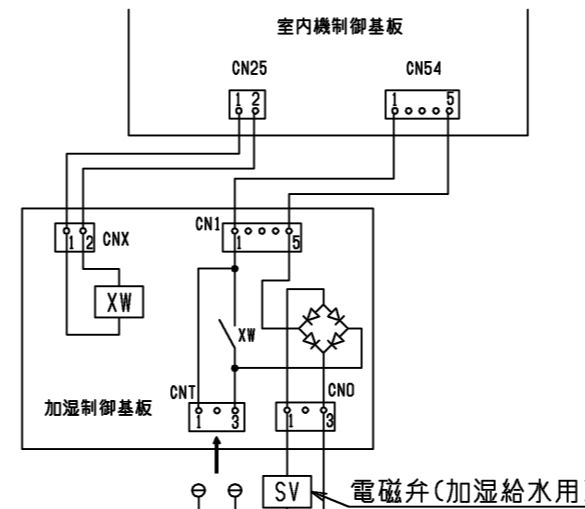 室内機制御基板
CN25
CN54
1 2
1 5
CN1
1 2
CNX
1 5
XW
XW
CNT
CNO
加湿制御基板
1 3
1 3
SV
電磁弁(加湿給水用)